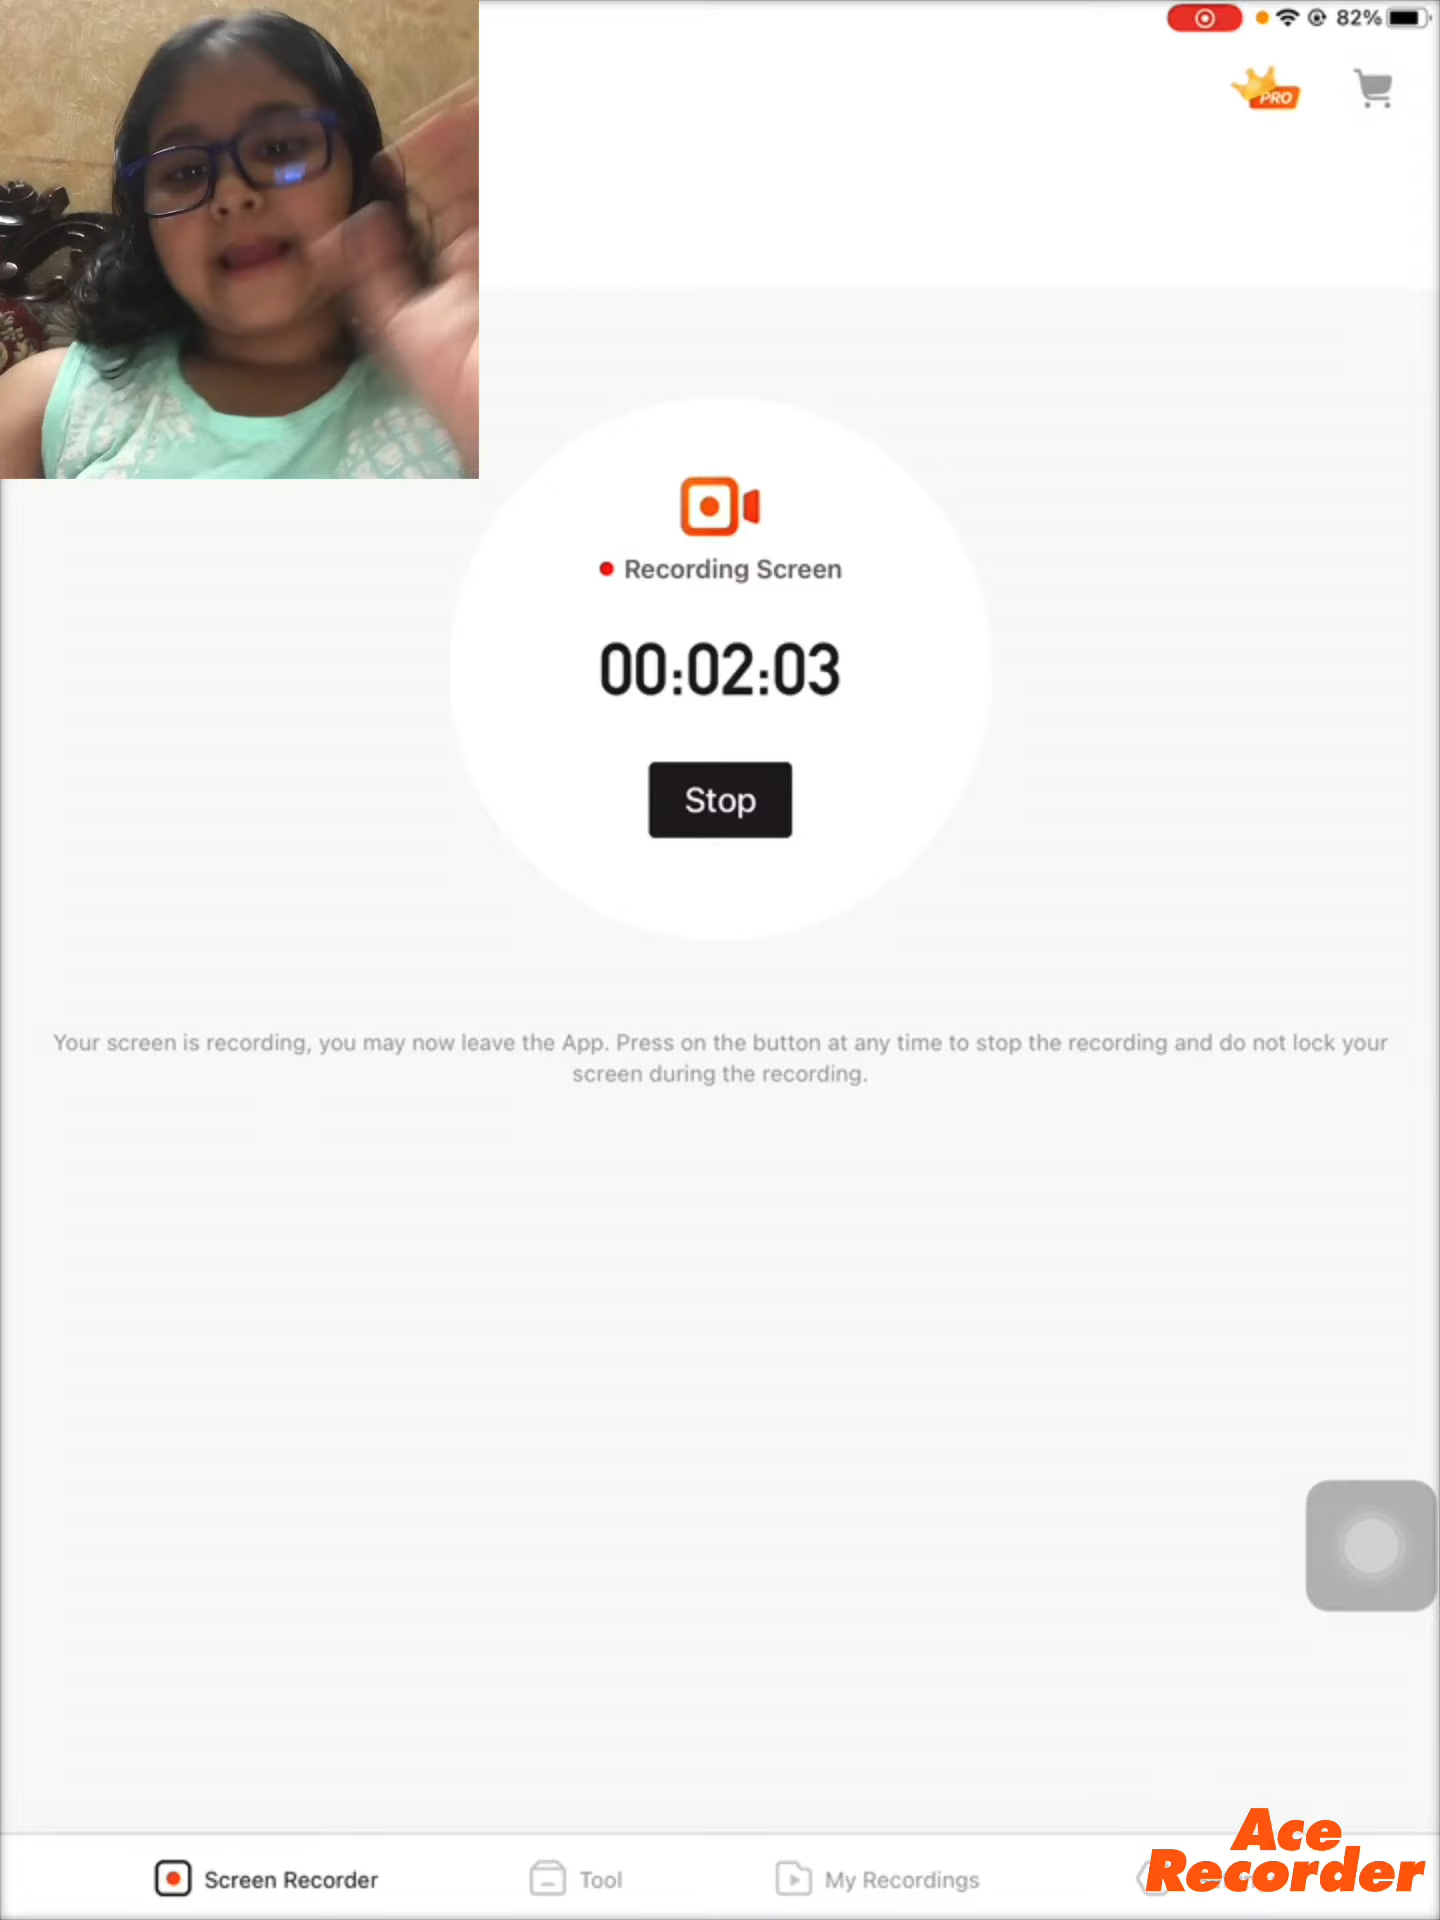 82%
PRO
Recording Screen
00:02:03
Stop
Your screen is recording, you may now leave the App. Press on the button at any time to stop the recording and do not lock your
screen during the recording.
Screen Recorder
Tool
My Recordings
Ace
Recorder